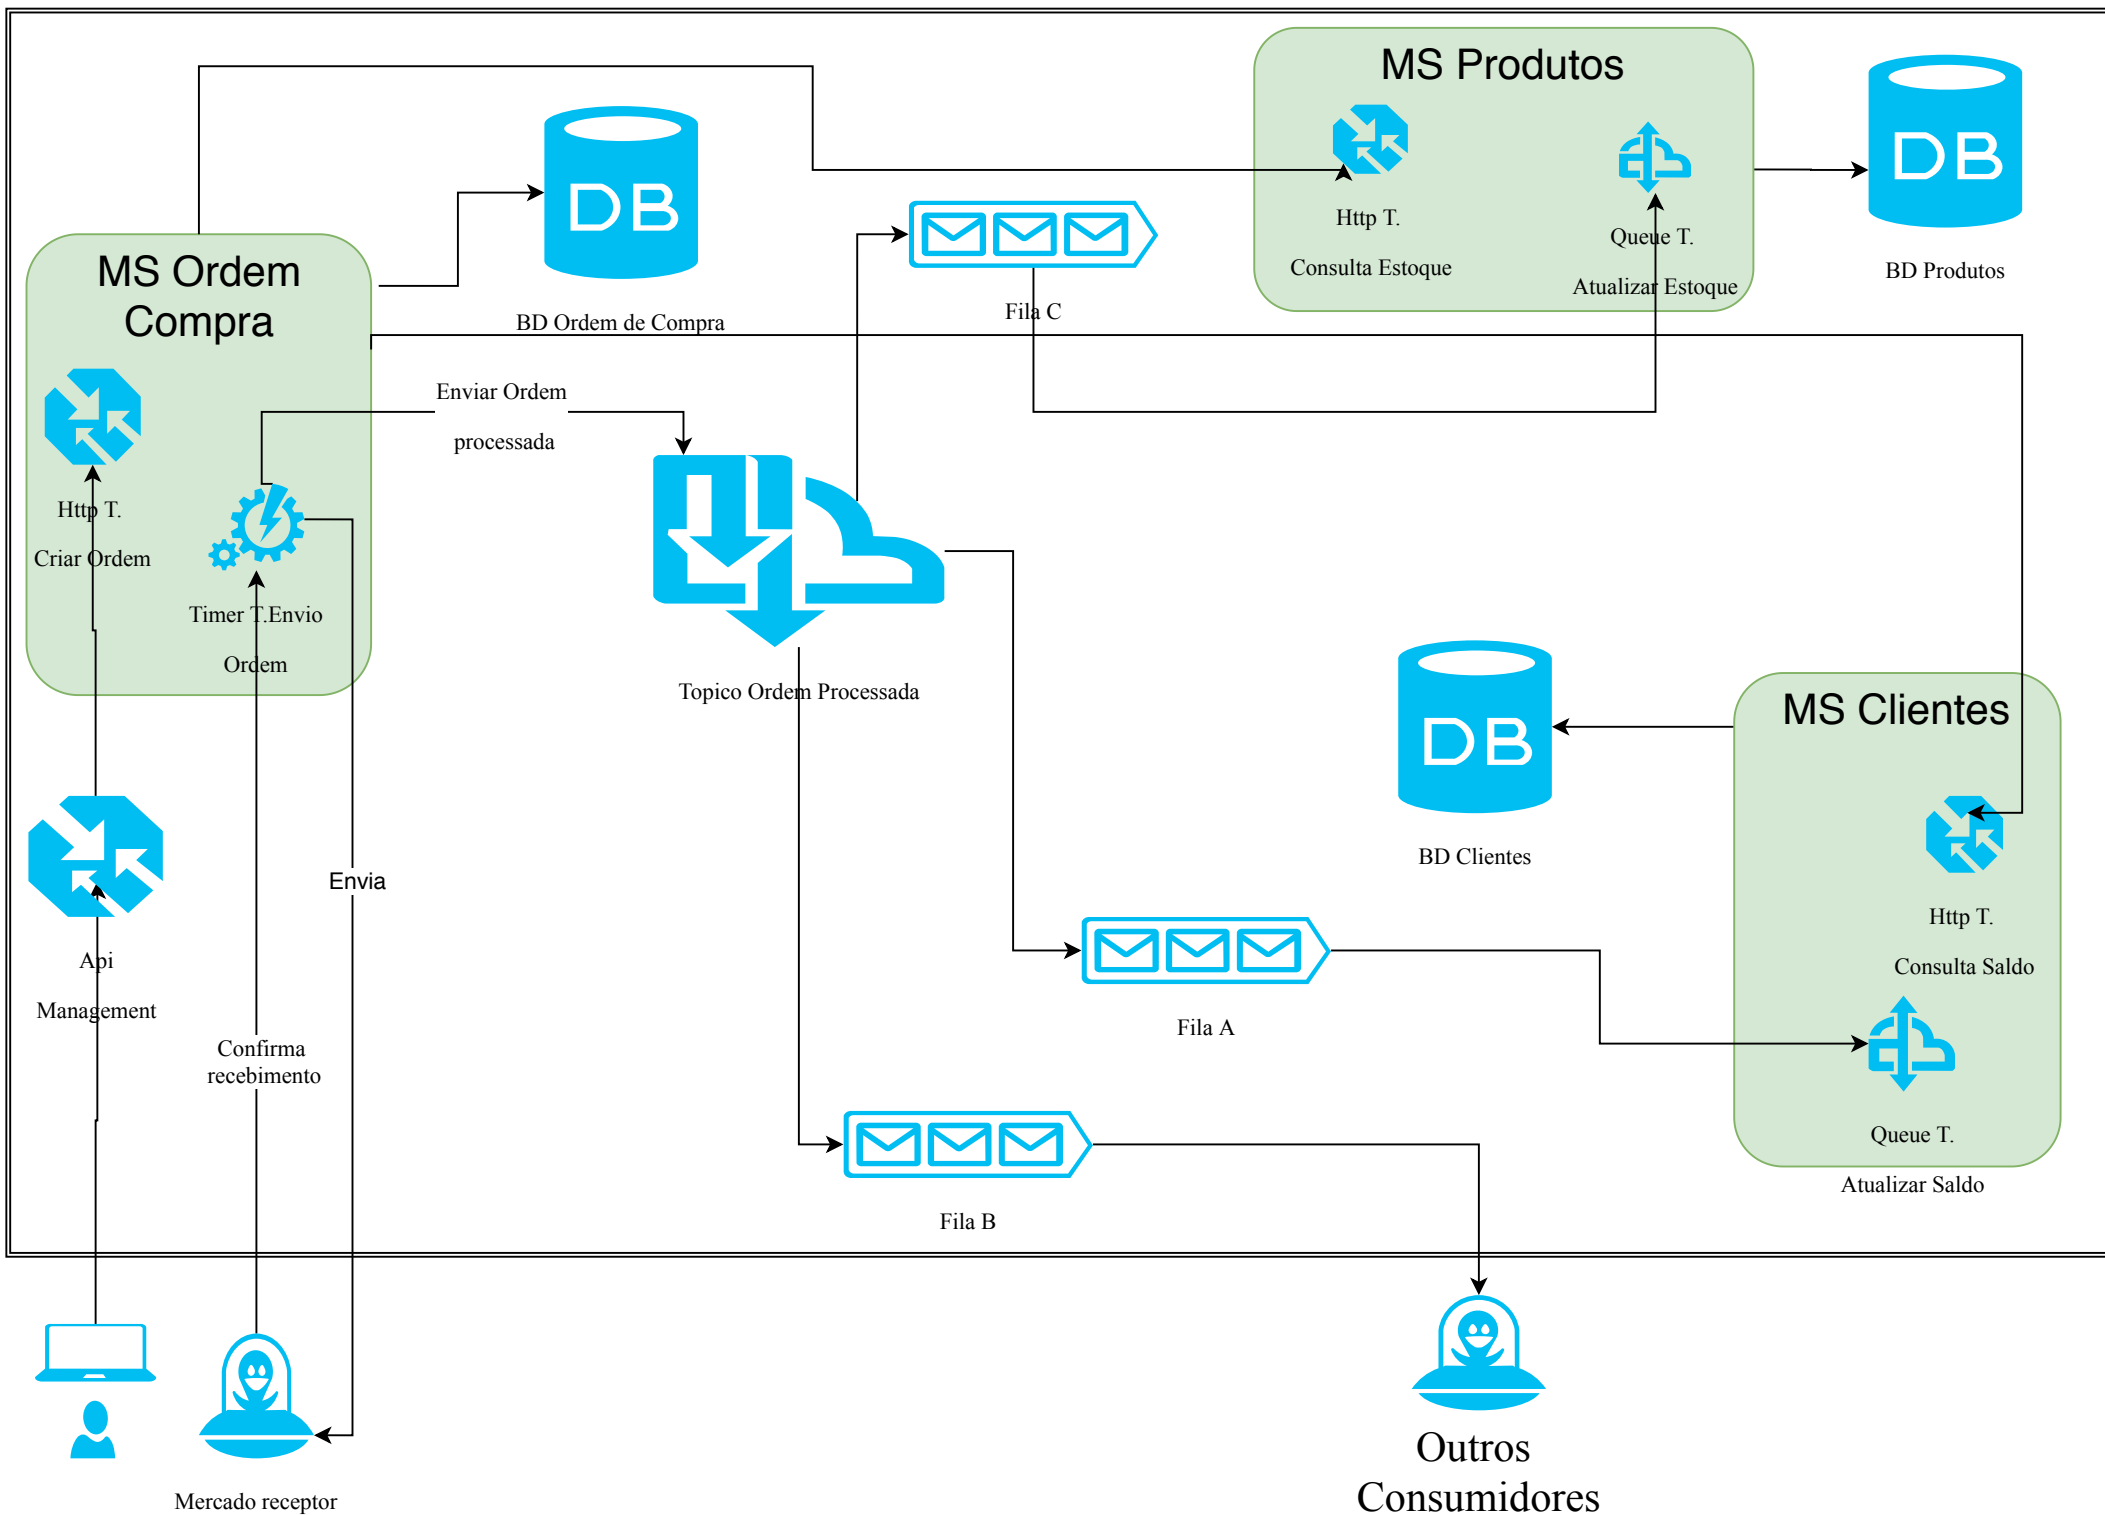 MS Produtos
DB
DB
Http T.
Consulta Estoque
Queue T.
Atualizar Estoque
BD Produtos
MS Ordem
Compra
BD Ordem de Compra
Fila C
Enviar Ordem
processada
Http T.
Criar Ordem
Timer T.Envio
Ordem
Topico Ordem Processada
DB
BD Clientes
MS Clientes
Http T.
Consulta Saldo
Envia
Api
Management
Confirma
recebimento
Fila A
Queue T.
Atualizar Saldo
Fila B
Mercado receptor
Outros
Consumidores